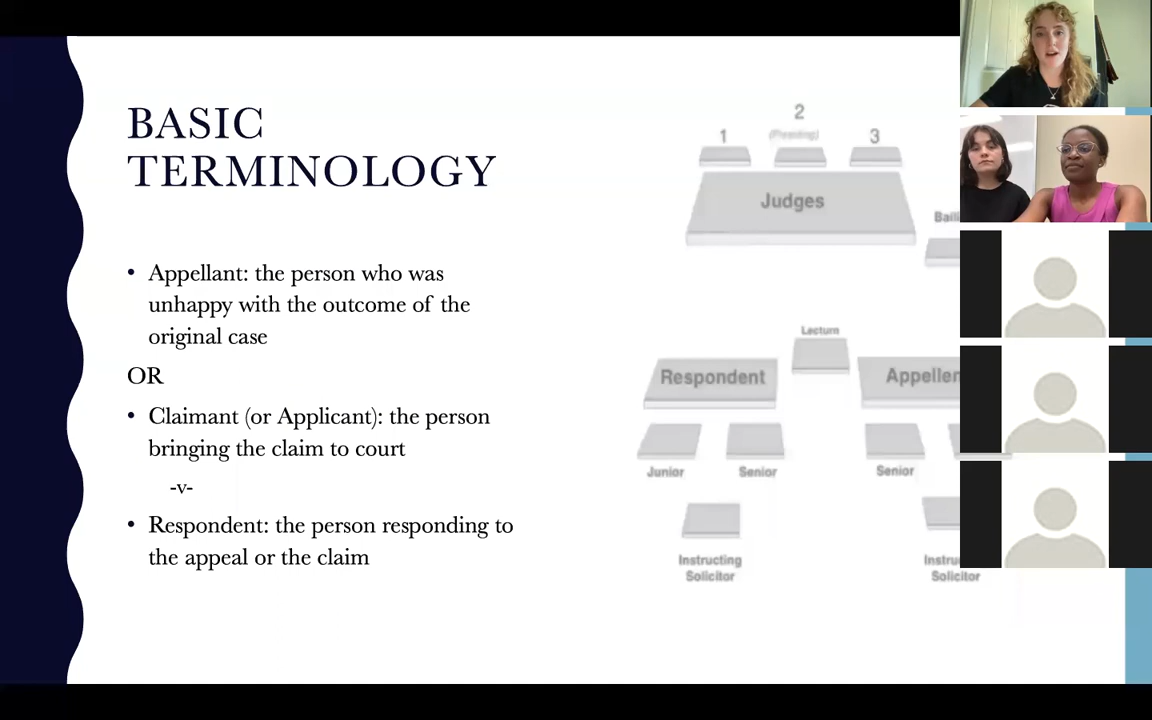 BASIC
TERMINOLOGY
• Appellant: the person who was
unhappy with the outcome of the
original case
OR
• Claimant (or Applicant): the person
bringing the claim to court
-v-
• Respondent: the person responding to
the appeal or the claim
1
2
(Presiding)
3
Judges
Baili
Lecturn
Respondent
Appellen
Junior
Senior
Senior
Instructing
Solicitor
Instru
Solicitor